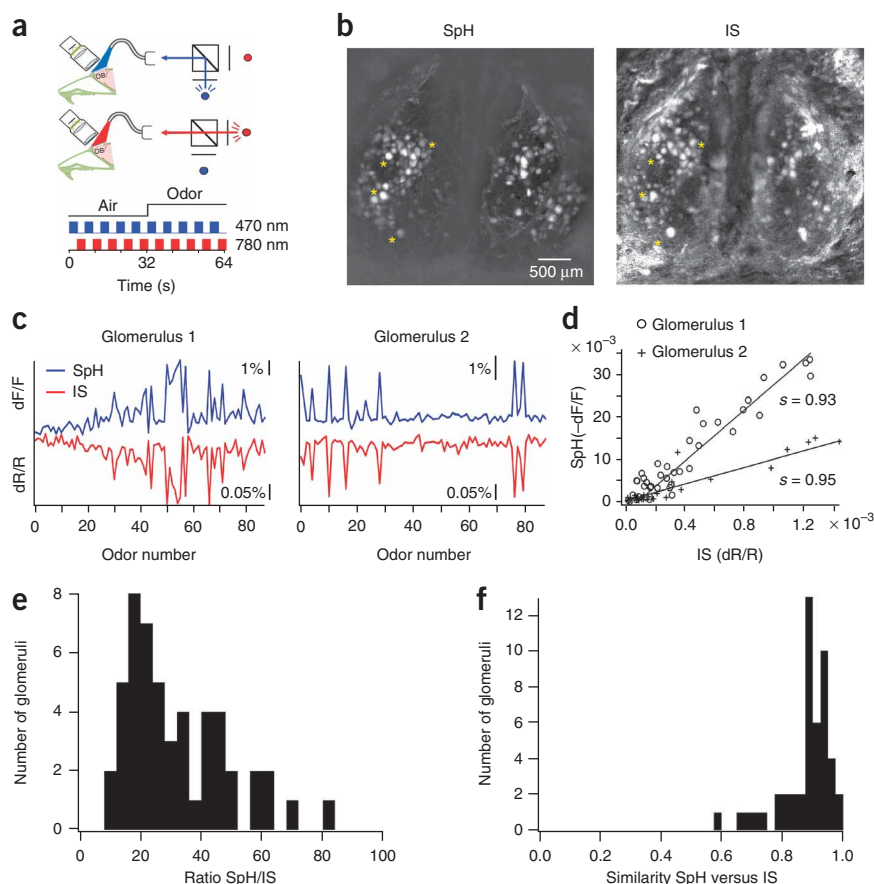 a
OB
OB
Air
Odor
470 nm
780 nm
0
32
64
Time (s)
b
SpH
IS
*
*
*
*
500 μm
*
*
*
*
c
Glomerulus 1
Glomerulus 2
SpH
IS
1%
1%
dF/F
dR/R
0.05%
0.05%
0 20 40 60 80
0 20 40 60 80
Odor number
Odor number
d
Glomerulus 1
+ Glomerulus 2
× 10⁻³
30
20
10
0
SpH(–dF/F)
s = 0.93
s = 0.95
0.0 0.4 0.8 1.2 × 10⁻³
IS (dR/R)
e
Number of glomeruli
8
6
4
2
0
0 20 40 60 80 100
Ratio SpH/IS
f
Number of glomeruli
12
10
8
6
4
2
0
0.0 0.2 0.4 0.6 0.8 1.0
Similarity SpH versus IS